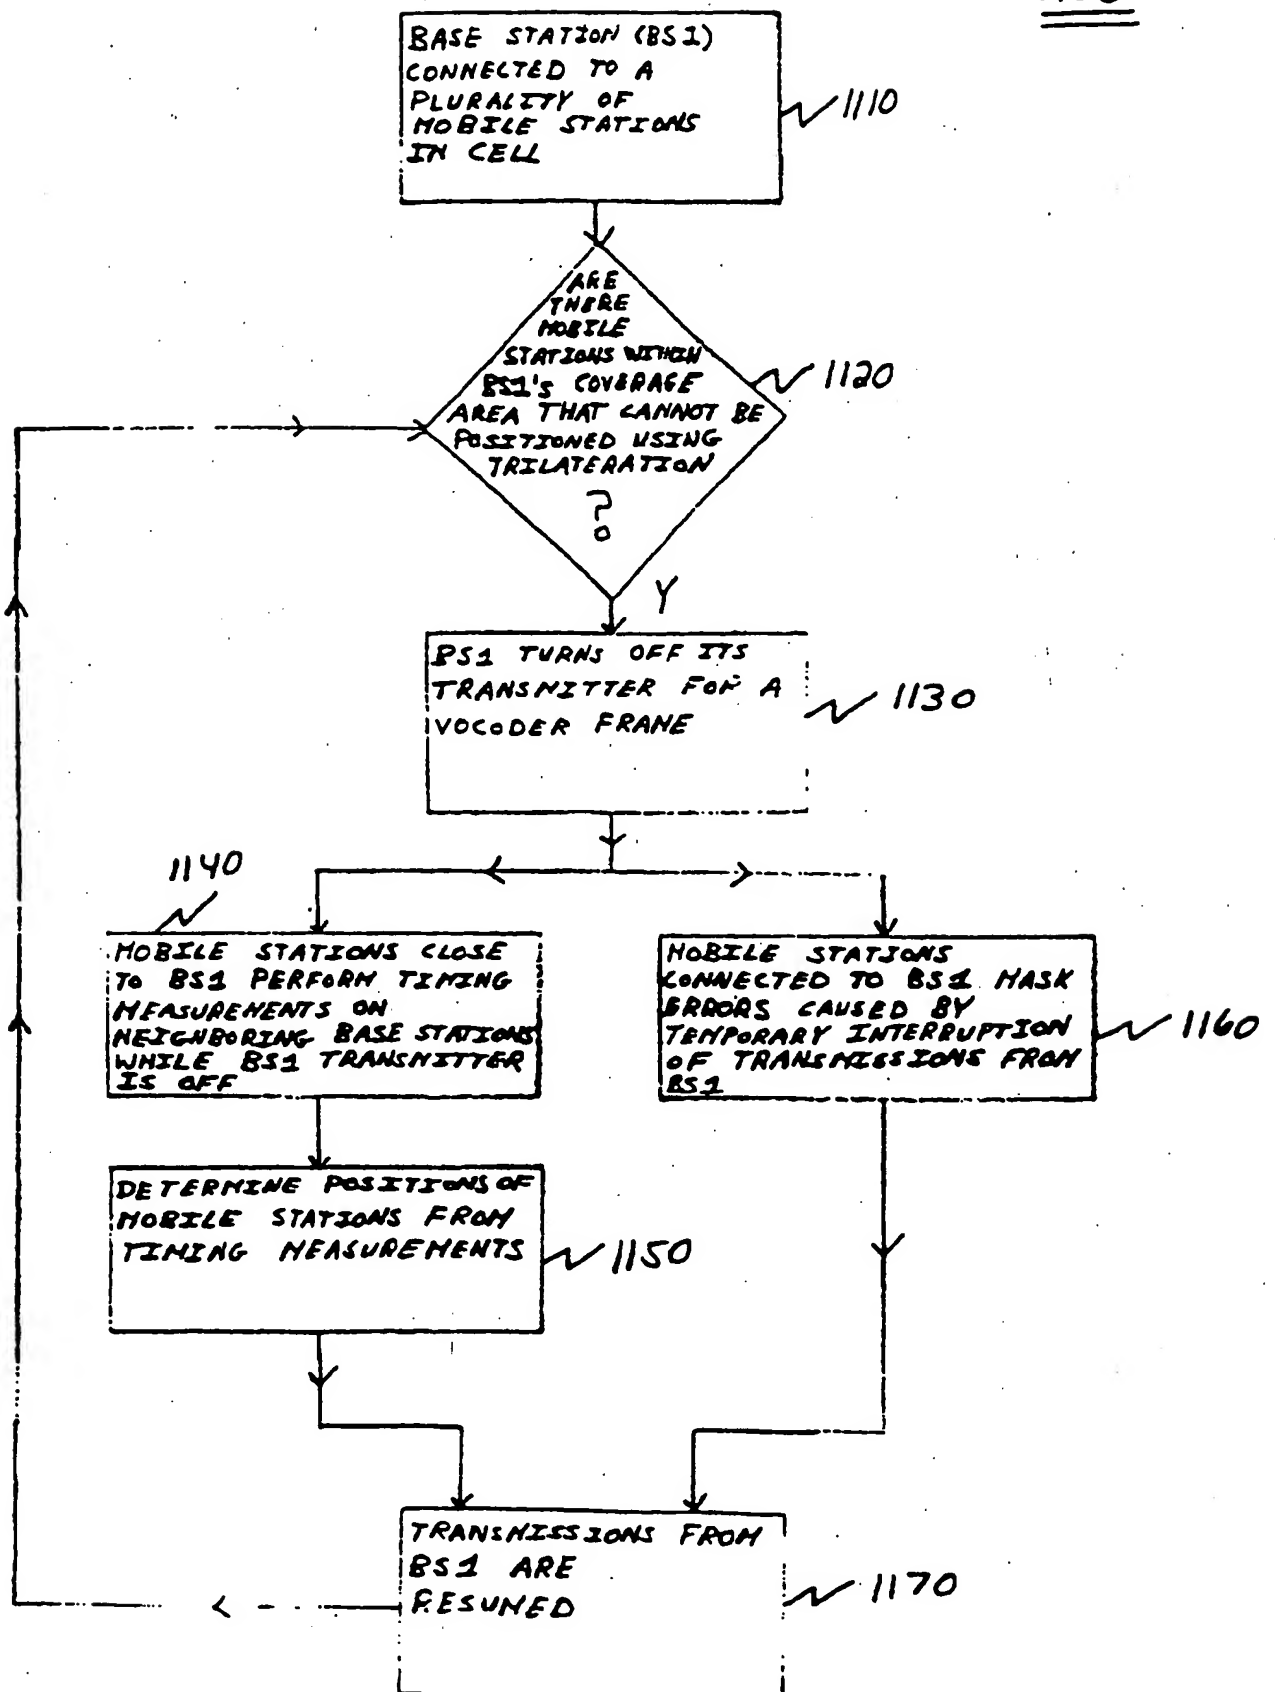 BASE STATION (BS1)
CONNECTED TO A
PLURALITY OF
MOBILE STATIONS
IN CELL
1110
ARE
THERE
MOBILE
STATIONS WITHIN
BS1's COVERAGE
AREA THAT CANNOT BE
POSITIONED USING
TRILATERATION
?
1120
Y
BS1 TURNS OFF ITS
TRANSMITTER FOR A
VOCODER FRAME
1130
1140
MOBILE STATIONS CLOSE
TO BS1 PERFORM TIMING
MEASUREMENTS ON
NEIGHBORING BASE STATIONS
WHILE BS1 TRANSMITTER
IS OFF
MOBILE STATIONS
CONNECTED TO BS1 MASK
ERRORS CAUSED BY
TEMPORARY INTERRUPTION
OF TRANSMISSIONS FROM
BS1
1160
DETERMINE POSITIONS OF
MOBILE STATIONS FROM
TIMING MEASUREMENTS
1150
TRANSMISSIONS FROM
BS1 ARE
RESUMED
1170